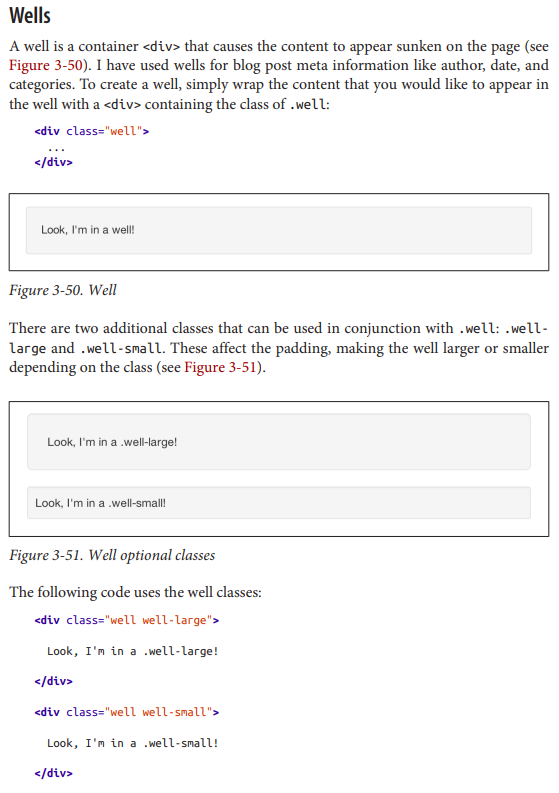 Wells
A well is a container <div> that causes the content to appear sunken on the page (see
Figure 3-50). I have used wells for blog post meta information like author, date, and
categories. To create a well, simply wrap the content that you would like to appear in
the well with a <div> containing the class of .well:
<div class="well">
...
</div>
Look, I'm in a well!
Figure 3-50. Well
There are two additional classes that can be used in conjunction with .well: .well-
large and .well-small. These affect the padding, making the well larger or smaller
depending on the class (see Figure 3-51).
Look, I'm in a .well-large!
Look, I'm in a .well-small!
Figure 3-51. Well optional classes
The following code uses the well classes:
<div class="well well-large">
Look, I'm in a .well-large!
</div>
<div class="well well-small">
Look, I'm in a .well-small!
</div>